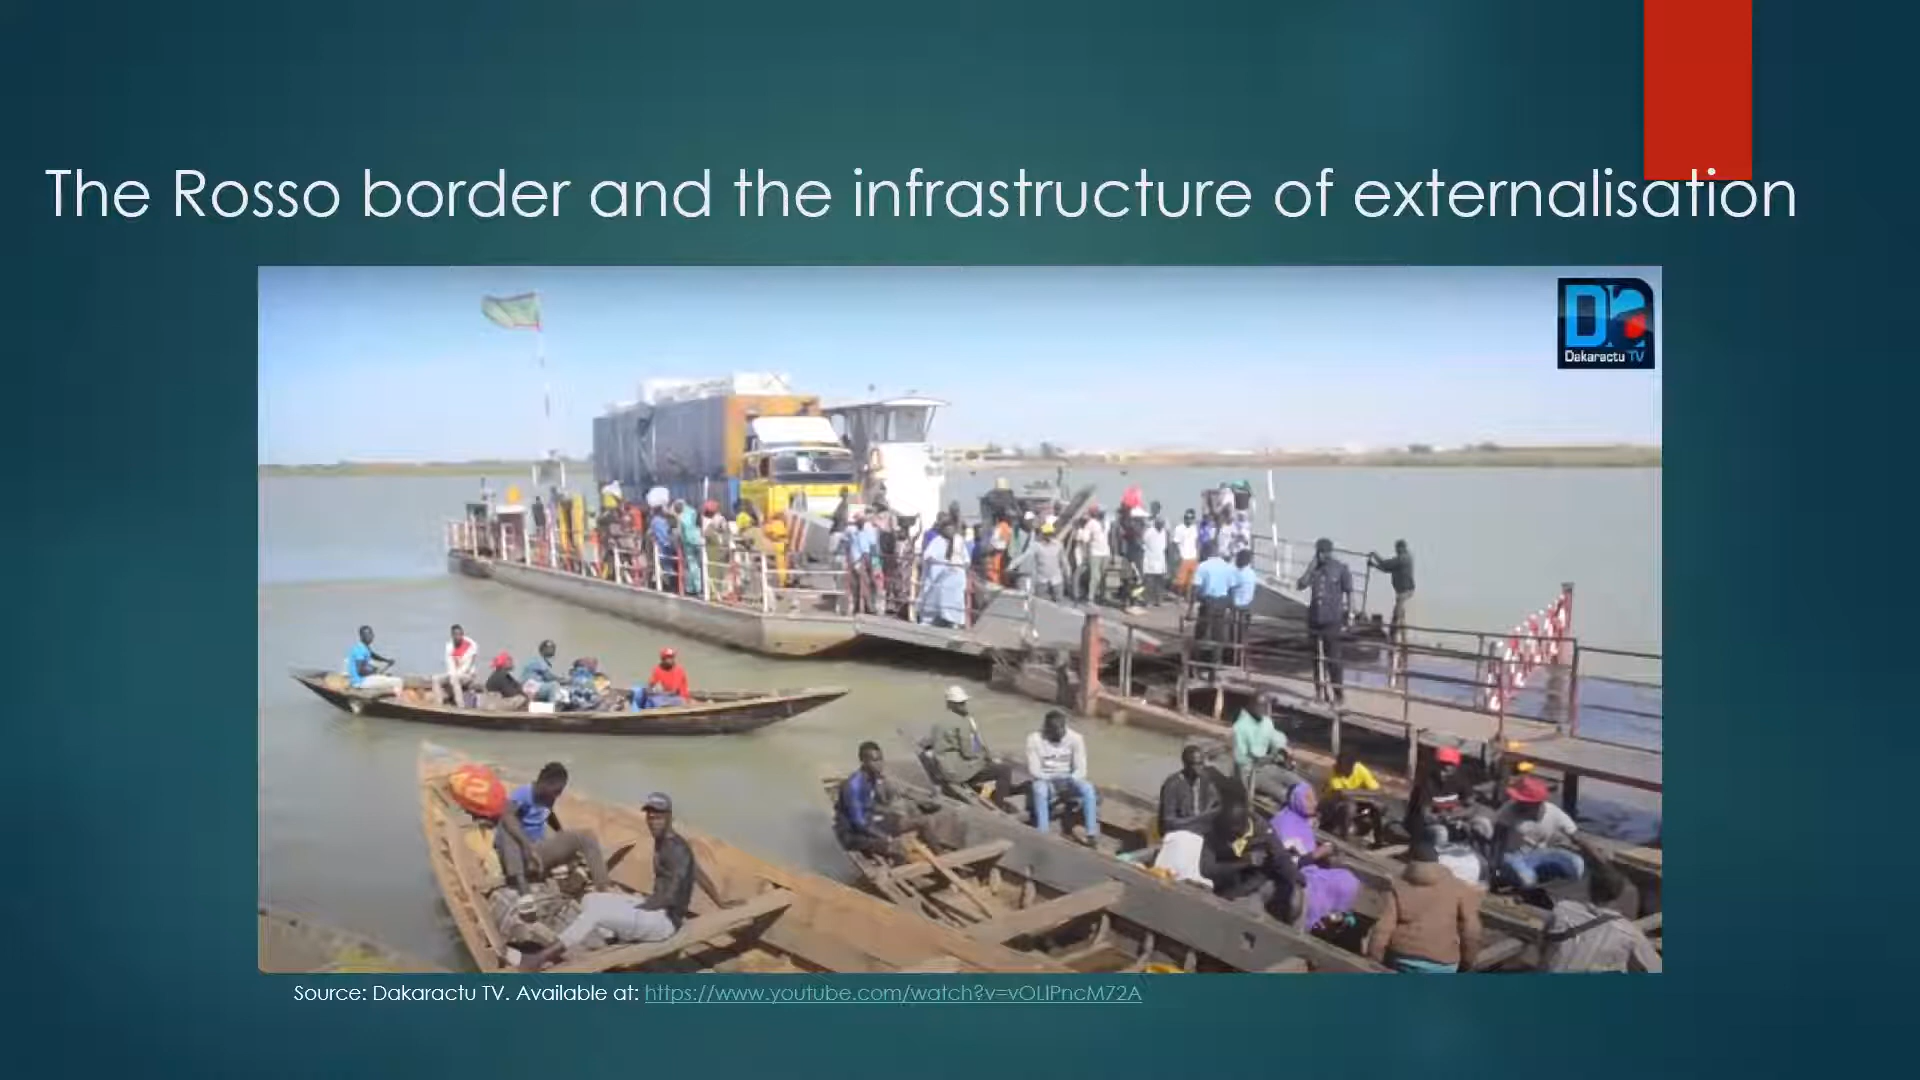 The Rosso border and the infrastructure of externalisation
Dakaractu TV
Source: Dakaractu TV. Available at: https://www.youtube.com/watch?v=vOLlPncM72A